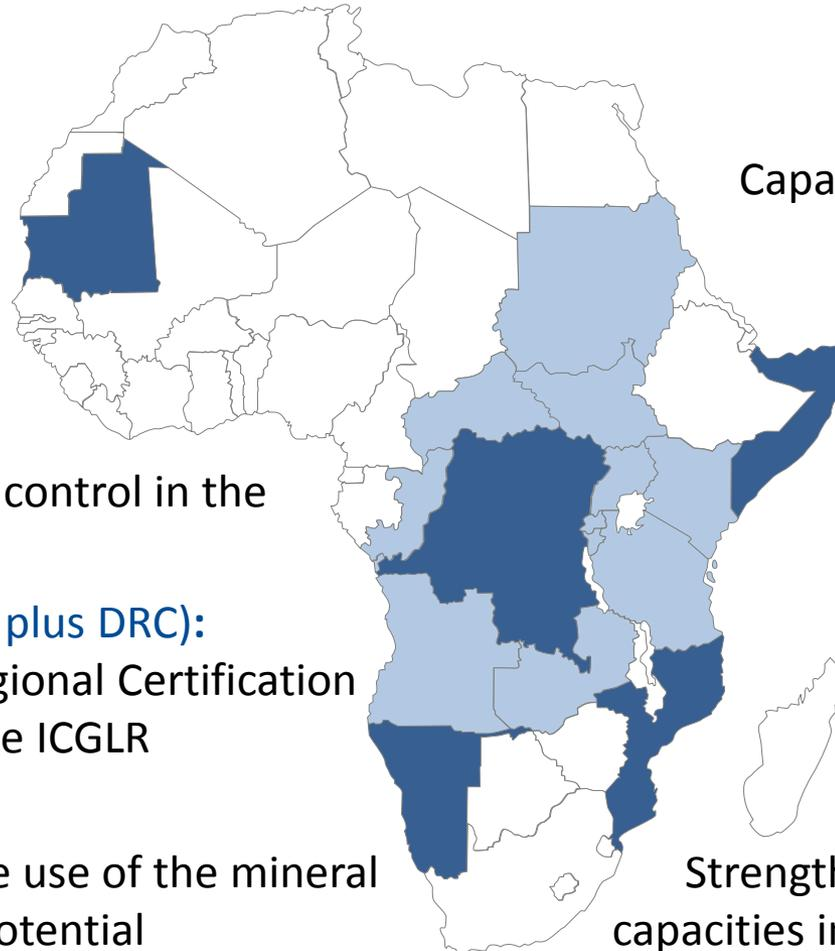 Capa
control in the
plus DRC):
gional Certification
e ICGLR
e use of the mineral
otential
Strength
capacities in